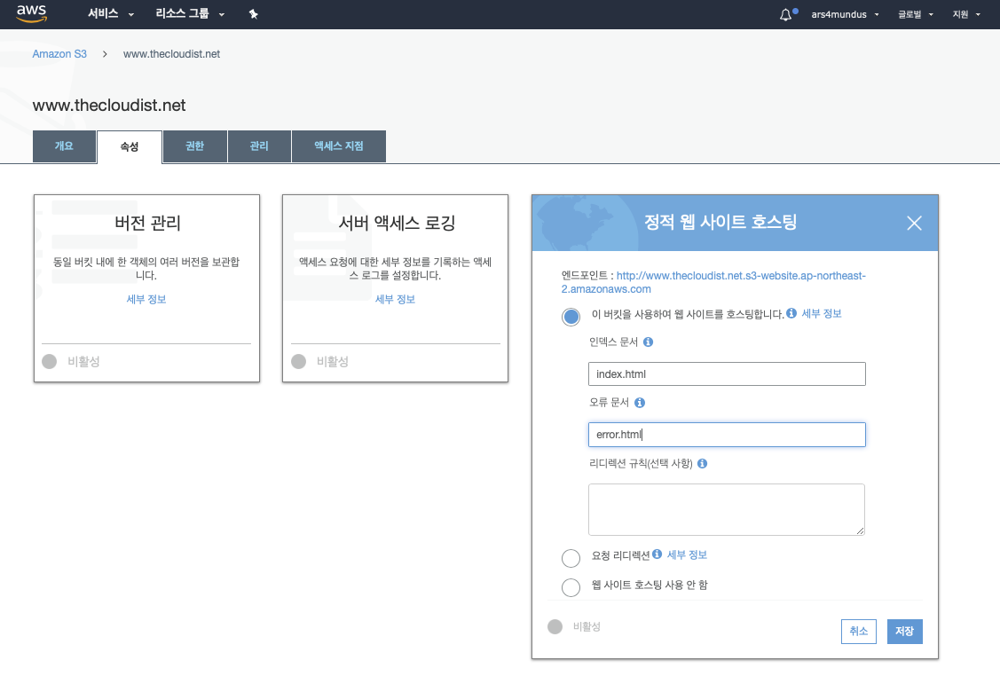 aws 서비스 리소스 그룹 ars4mundus 글로벌 지원
Amazon S3 > www.thecloudist.net
www.thecloudist.net
개요 속성 권한 관리 액세스 지점
버전 관리
동일 버킷 내에 한 객체의 여러 버전을 보관합
니다.
세부 정보
비활성
서버 액세스 로깅
액세스 요청에 대한 세부 정보를 기록하는 액세
스 로그를 설정합니다.
세부 정보
비활성
정적 웹 사이트 호스팅
엔드포인트 : http://www.thecloudist.net.s3-website.ap-northeast-
2.amazonaws.com
이 버킷을 사용하여 웹 사이트를 호스팅합니다. 세부 정보
인덱스 문서
index.html
오류 문서
error.html
리디렉션 규칙(선택 사항)
요청 리디렉션 세부 정보
웹 사이트 호스팅 사용 안 함
비활성 취소 저장